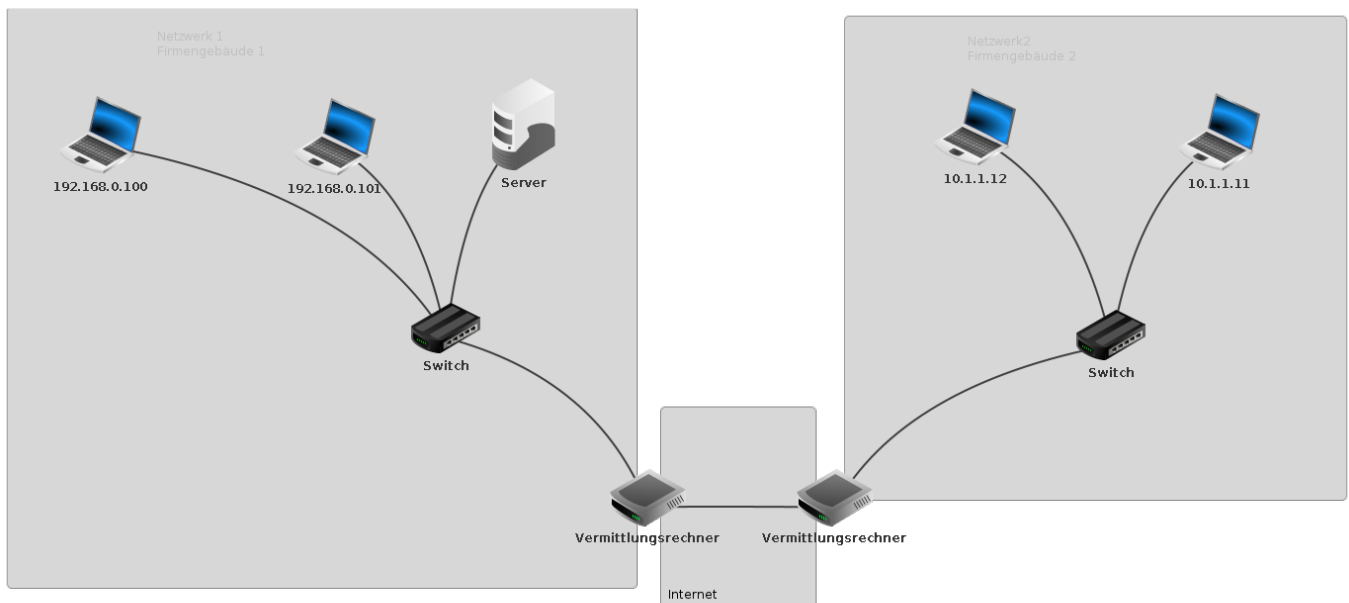 Netzwerk 1
Firmengebäude 1
Netzwerk2
Firmengebäude 2
192.168.0.100
192.168.0.101
Server
10.1.1.12
10.1.1.11
Switch
Switch
Vermittlungsrechner
Vermittlungsrechner
Internet